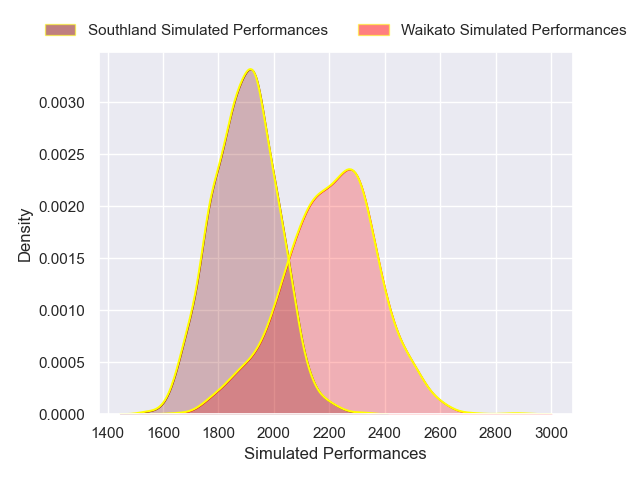 Southland Simulated Performances Waikato Simulated Performances
0.0030
0.0025
0.0020
0.0015
0.0010
0.0005
0.0000
Density
1400 1600 1800 2000 2200 2400 2600 2800 3000
Simulated Performances